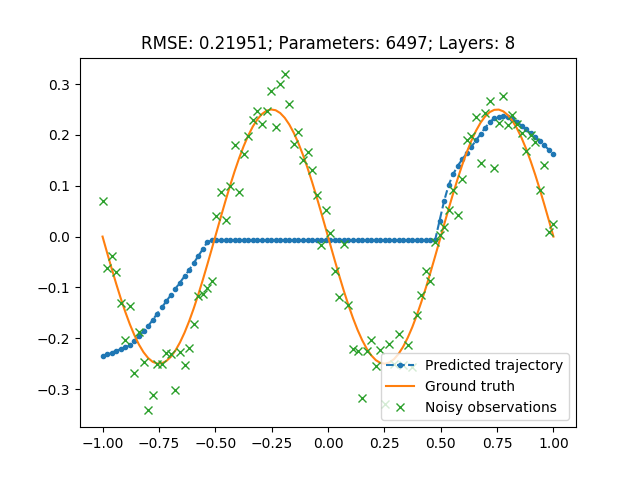 RMSE: 0.21951; Parameters: 6497; Layers: 8
0.3
0.2
0.1
0.0
−0.1
−0.2
−0.3
Predicted trajectory
Ground truth
Noisy observations
−1.00 −0.75 −0.50 −0.25 0.00 0.25 0.50 0.75 1.00